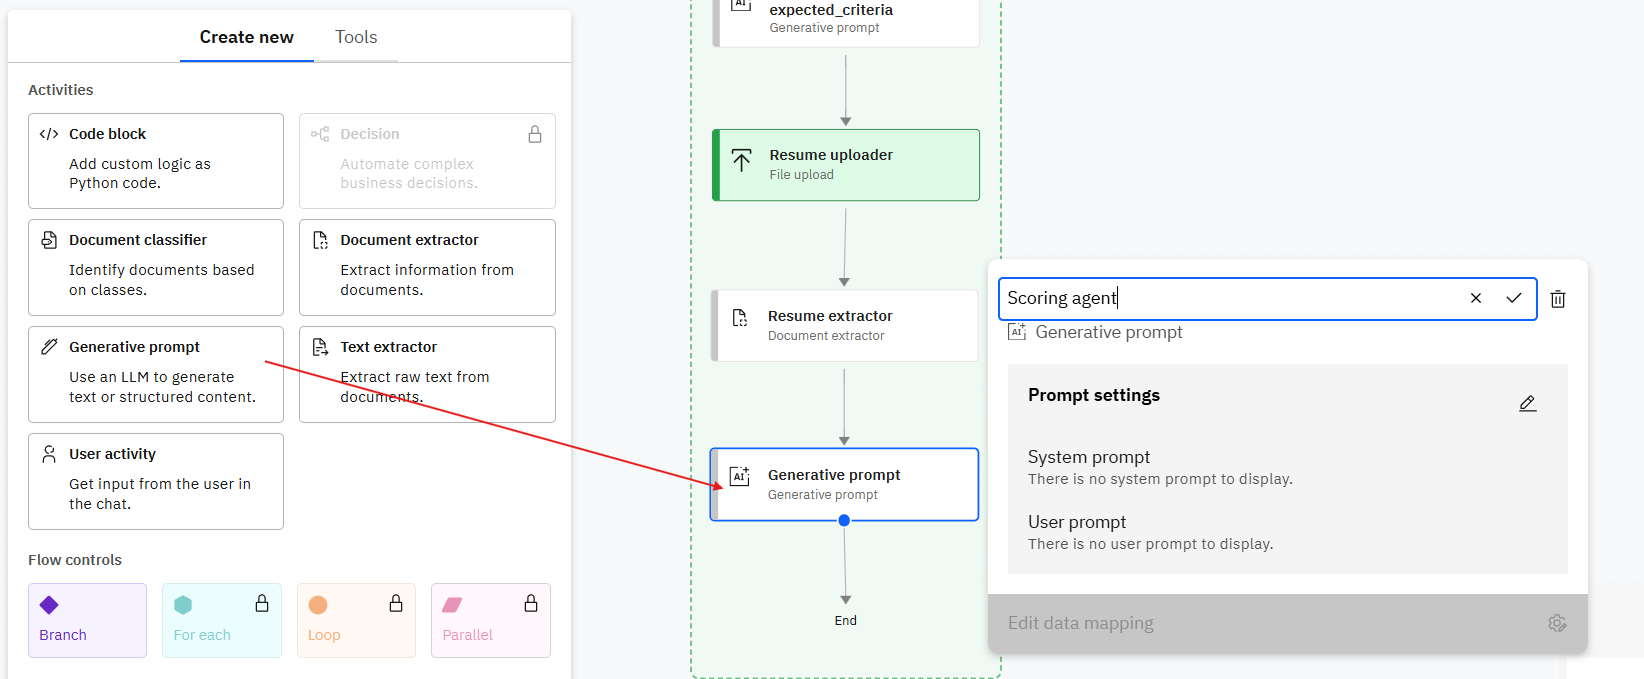 Create new
Tools
Activities
Code block
Add custom logic as
Python code.
Decision
Automate complex
business decisions.
Document classifier
Identify documents based
on classes.
Document extractor
Extract information from
documents.
Generative prompt
Use an LLM to generate
text or structured content.
Text extractor
Extract raw text from
documents.
User activity
Get input from the user in
the chat.
Flow controls
Branch
For each
Loop
Parallel
AI
expected_criteria
Generative prompt
Resume uploader
File upload
Resume extractor
Document extractor
AI
Generative prompt
Generative prompt
End
Scoring agent
AI
Generative prompt
Prompt settings
System prompt
There is no system prompt to display.
User prompt
There is no user prompt to display.
Edit data mapping